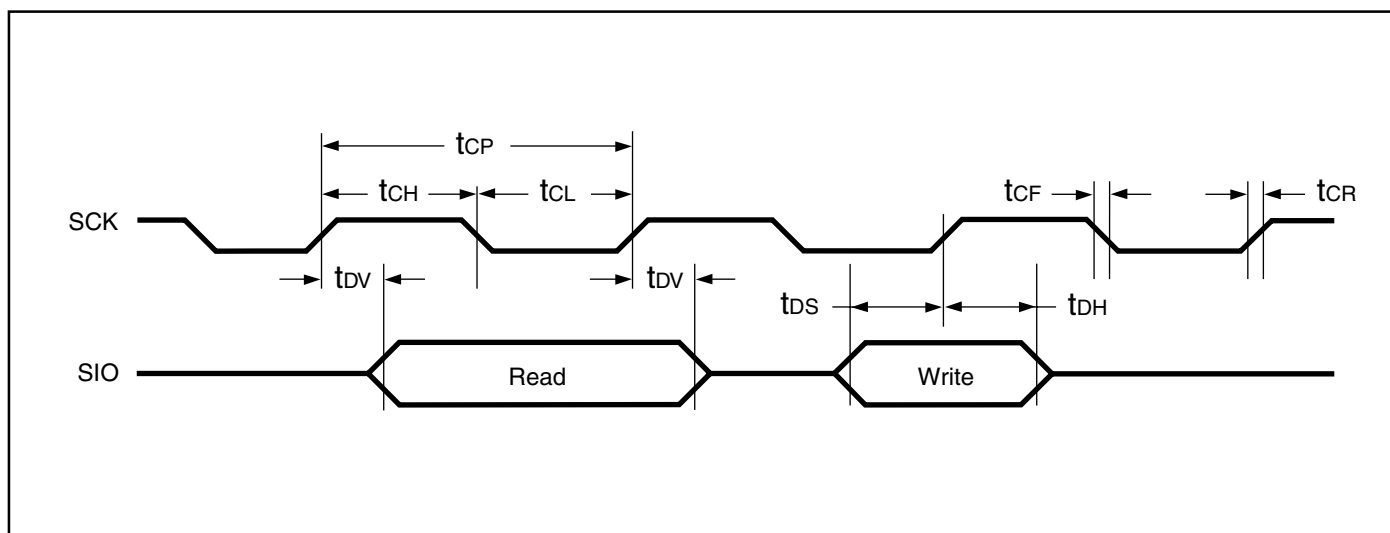 tCP
tCH tCL tCF tCR
SCK
tDV tDV tDS tDH
SIO Read Write